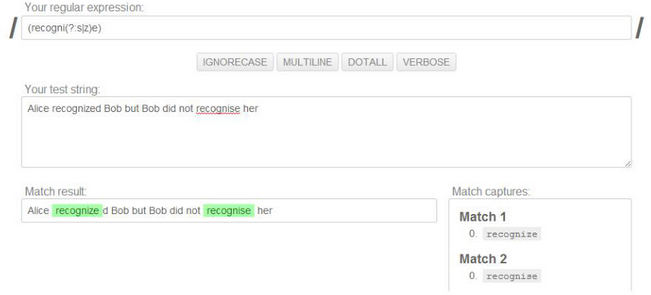 Your regular expression:
/ (recogni(?:s|z)e) /
IGNORECASE MULTILINE DOTALL VERBOSE
Your test string:
Alice recognized Bob but Bob did not recognise her
Match result:
Match captures:
Alice recognize d Bob but Bob did not recognise her
Match 1
0. recognize
Match 2
0. recognise